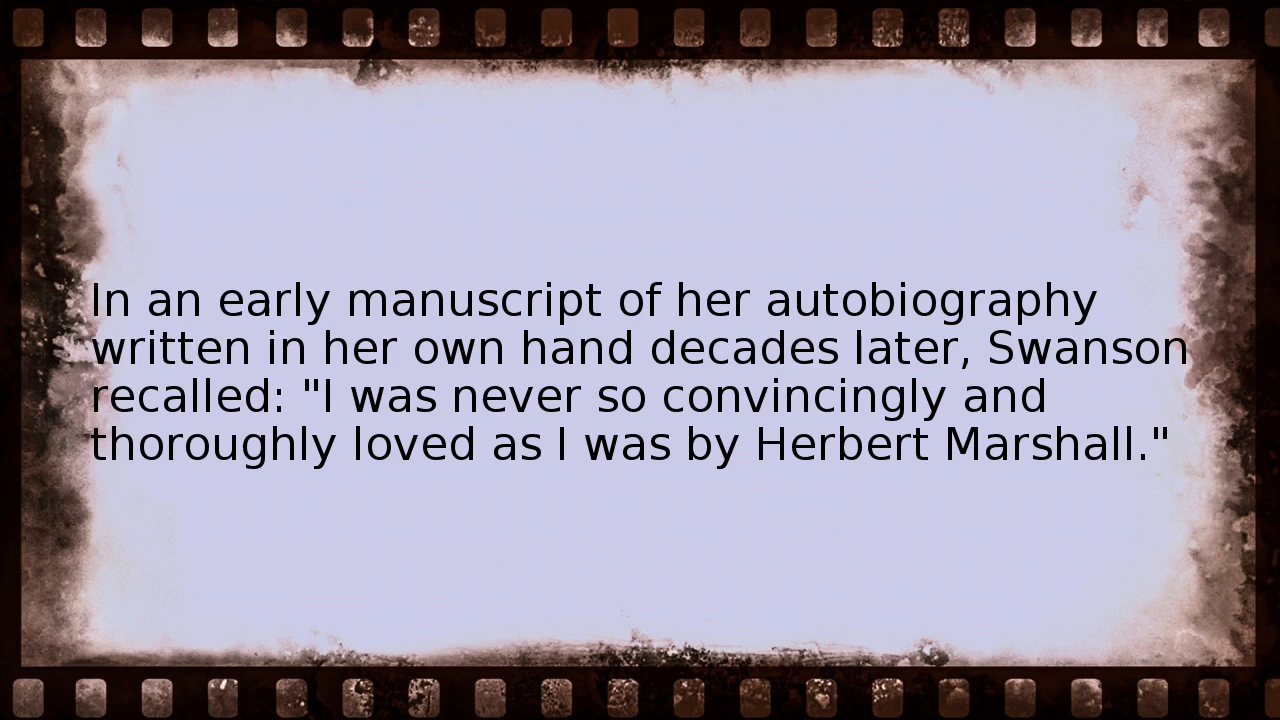 In an early manuscript of her autobiography
written in her own hand decades later, Swanson
recalled: "I was never so convincingly and
thoroughly loved as I was by Herbert Marshall."